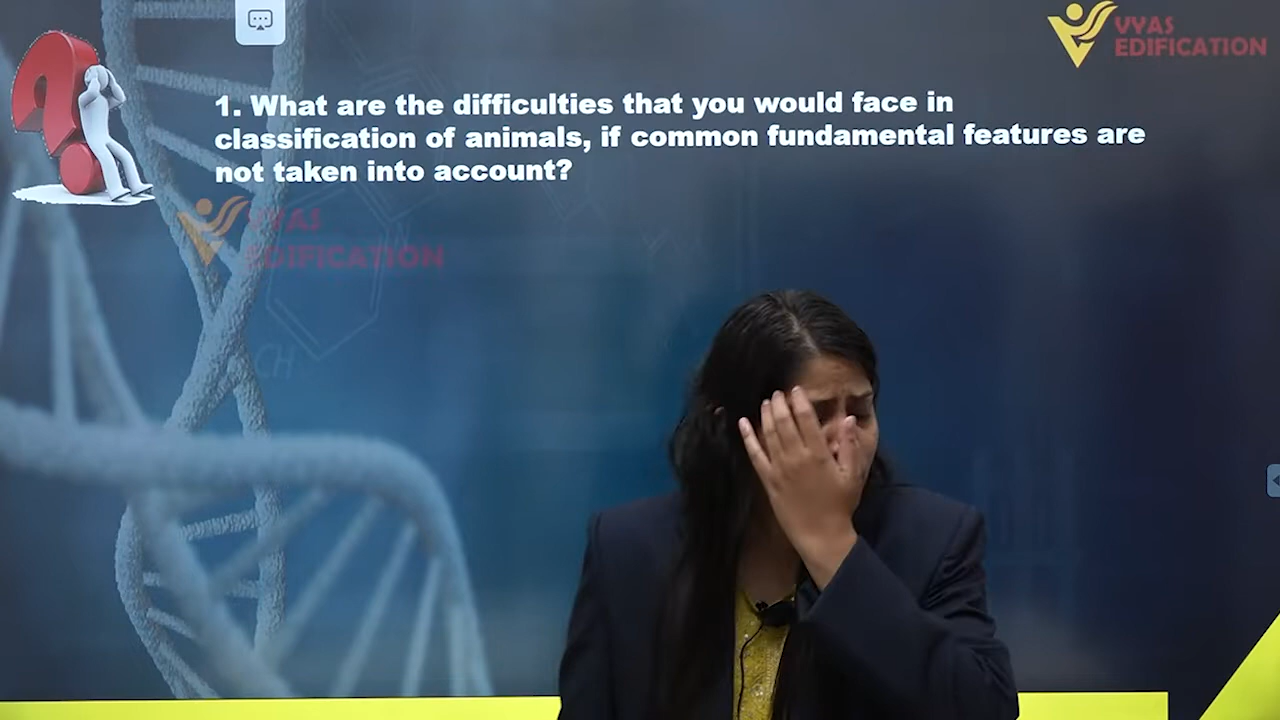 VYAS
EDIFICATION
1. What are the difficulties that you would face in
classification of animals, if common fundamental features are
not taken into account?
VYAS
EDIFICATION
CH